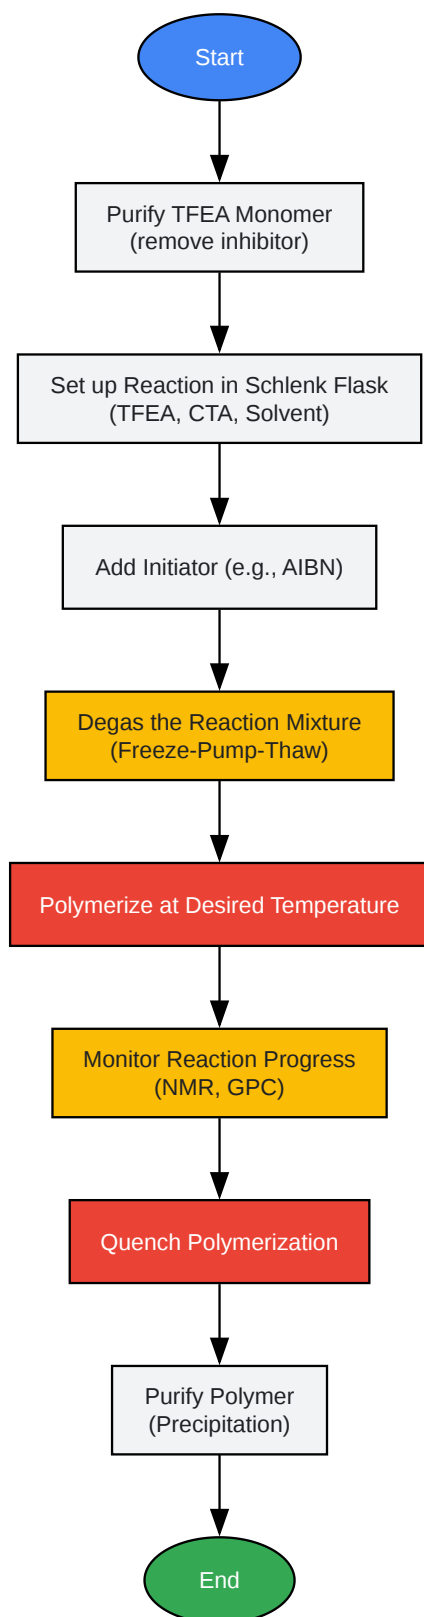 Start
Purify TFEA Monomer
(remove inhibitor)
Set up Reaction in Schlenk Flask
(TFEA, CTA, Solvent)
Add Initiator (e.g., AIBN)
Degas the Reaction Mixture
(Freeze-Pump-Thaw)
Polymerize at Desired Temperature
Monitor Reaction Progress
(NMR, GPC)
Quench Polymerization
Purify Polymer
(Precipitation)
End